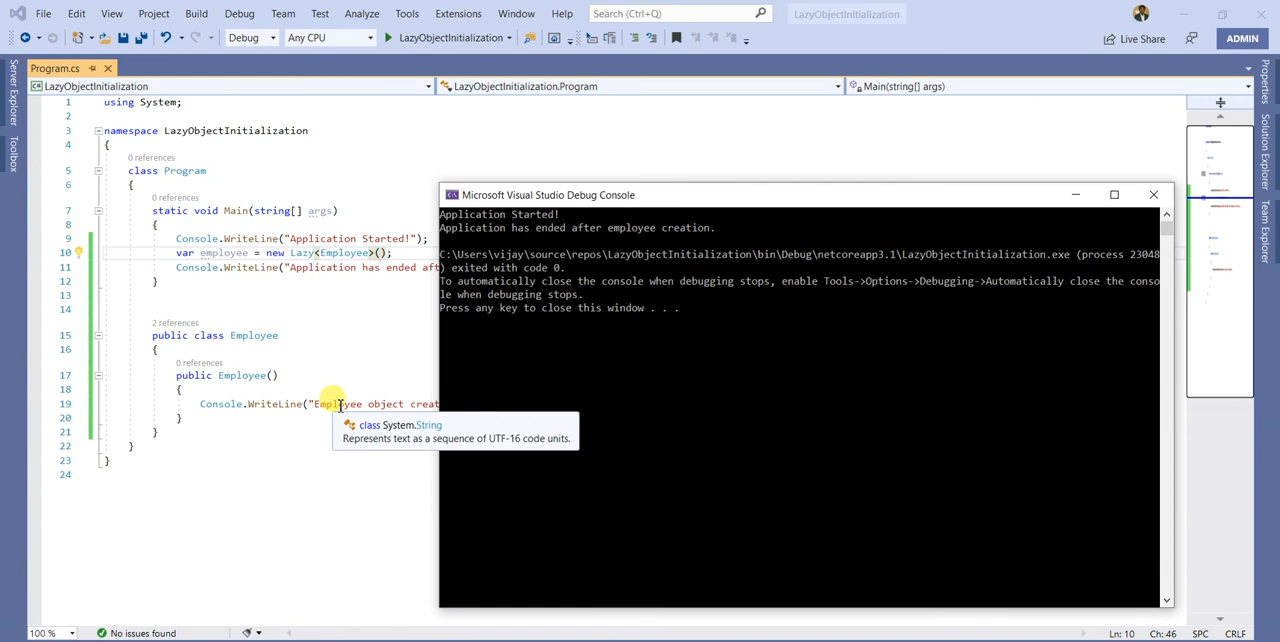 File Edit View Project Build Debug Team Test Analyze Tools Extensions Window Help Search (Ctrl+Q) LazyObjectInitialization
Debug Any CPU LazyObjectInitialization Live Share ADMIN
Program.cs
LazyObjectInitialization LazyObjectInitialization.Program Main(string[] args)
Server Explorer
Toolbox
Properties
Solution Explorer
Team Explorer
1 using System;
2
3 namespace LazyObjectInitialization
4 {
0 references
5 class Program
6 {
0 references
7 static void Main(string[] args)
8 {
9 Console.WriteLine("Application Started!");
10 var employee = new Lazy<Employee>();
11 Console.WriteLine("Application has ended aft
12 }
13
14
2 references
15 public class Employee
16 {
0 references
17 public Employee()
18 {
19 Console.WriteLine("Employee object creat
20 }
21 }
22 }
23 }
24
class System.String
Represents text as a sequence of UTF-16 code units.
Microsoft Visual Studio Debug Console
Application Started!
Application has ended after employee creation.
C:\Users\vijay\source\repos\LazyObjectInitialization\bin\Debug\netcoreapp3.1\LazyObjectInitialization.exe (process 23048
) exited with code 0.
To automatically close the console when debugging stops, enable Tools->Options->Debugging->Automatically close the conso
le when debugging stops.
Press any key to close this window . . .
100 % No issues found Ln: 10 Ch: 46 SPC CRLF